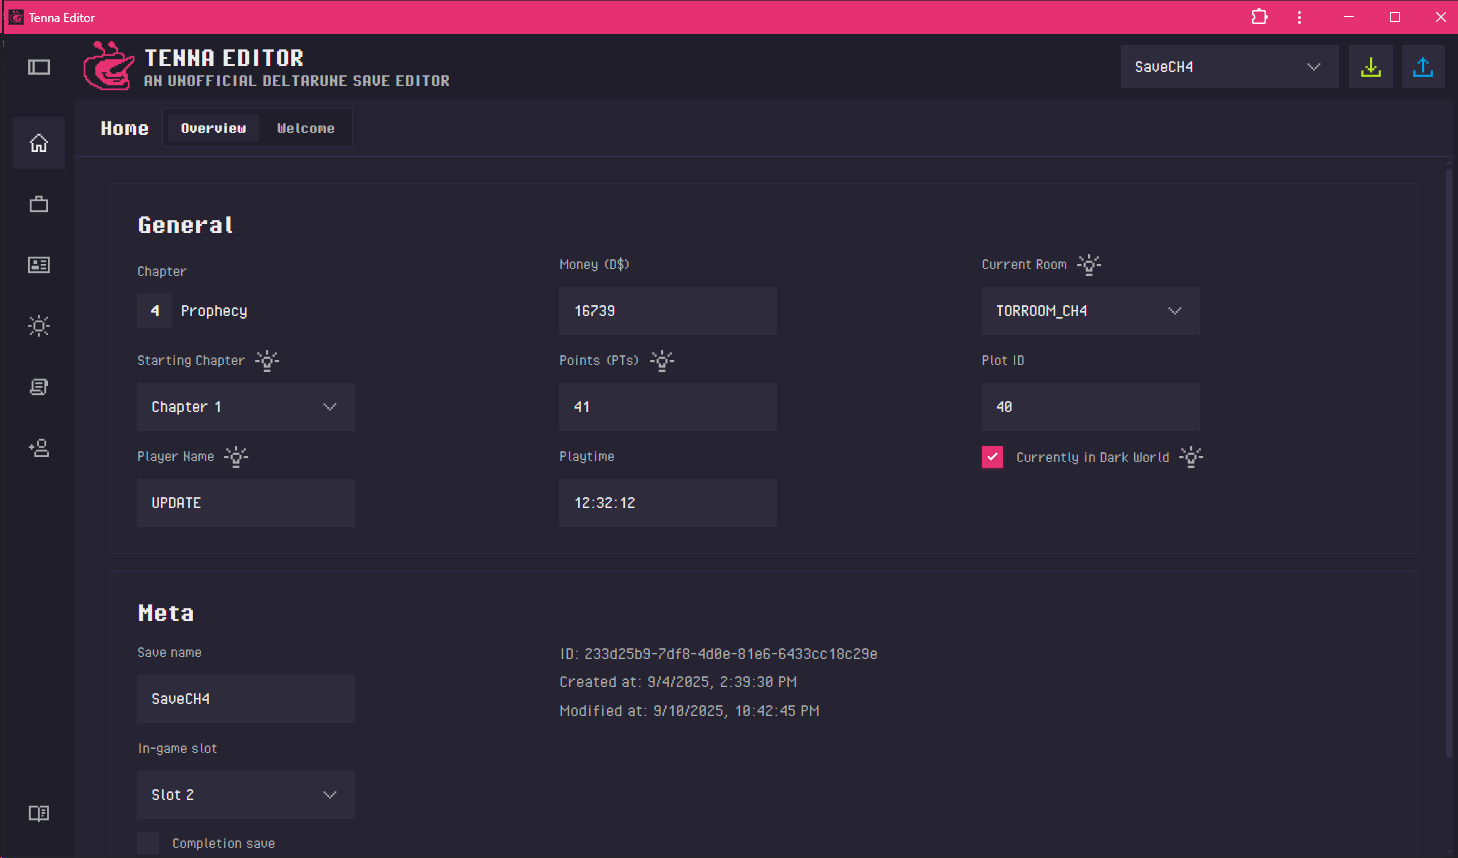 Tenna Editor
TENNA EDITOR
AN UNOFFICIAL DELTARUNE SAVE EDITOR
SaveCH4
Home
Overview
Welcome
General
Chapter
4 Prophecy
Starting Chapter
Chapter 1
Player Name
UPDATE
Money (D$)
16739
Points (PTs)
41
Playtime
12:32:12
Current Room
TORROOM_CH4
Plot ID
40
Currently in Dark World
Meta
Save name
SaveCH4
In-game slot
Slot 2
Completion save
ID: 233d25b9-7df8-4d0e-81e6-6433cc18c29e
Created at: 9/4/2025, 2:39:30 PM
Modified at: 9/10/2025, 10:42:45 PM